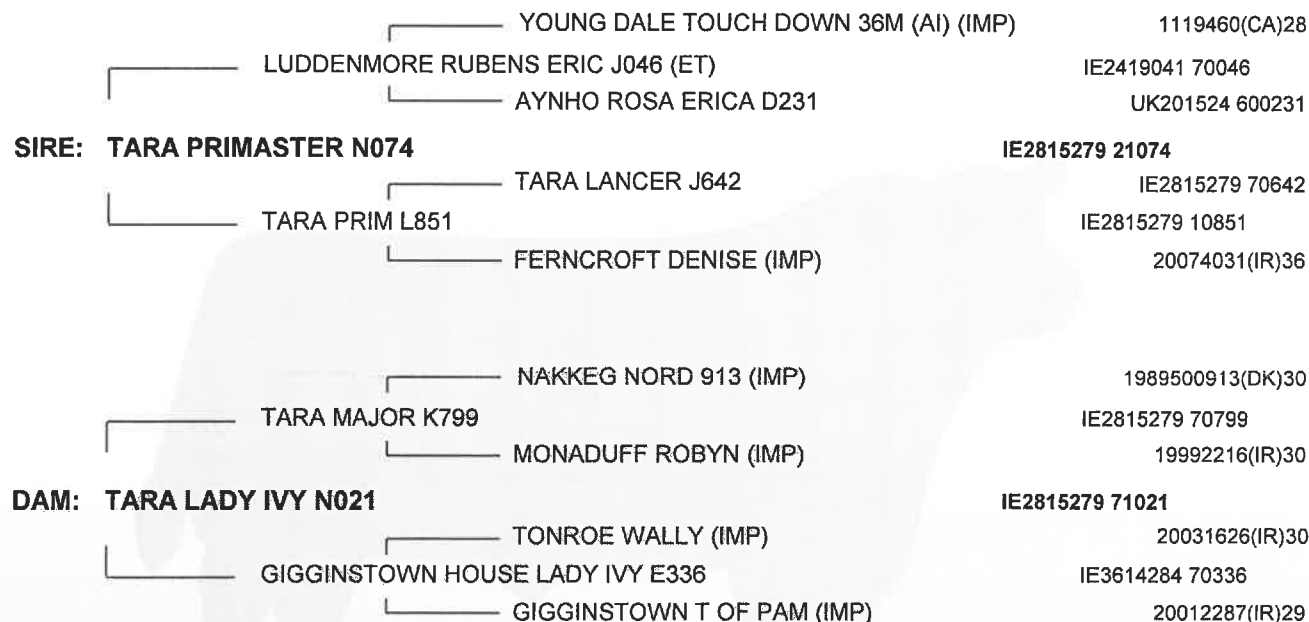 YOUNG DALE TOUCH DOWN 36M (AI) (IMP) 1119460(CA)28
LUDDENMORE RUBENS ERIC J046 (ET) IE2419041 70046
AYNHO ROSA ERICA D231 UK201524 600231
SIRE: TARA PRIMASTER N074 IE2815279 21074
TARA LANCER J642 IE2815279 70642
TARA PRIM L851 IE2815279 10851
FERNCROFT DENISE (IMP) 20074031(IR)36
NAKKEG NORD 913 (IMP) 1989500913(DK)30
TARA MAJOR K799 IE2815279 70799
MONADUFF ROBYN (IMP) 19992216(IR)30
DAM: TARA LADY IVY N021 IE2815279 71021
TONROE WALLY (IMP) 20031626(IR)30
GIGGINSTOWN HOUSE LADY IVY E336 IE3614284 70336
GIGGINSTOWN T OF PAM (IMP) 20012287(IR)29